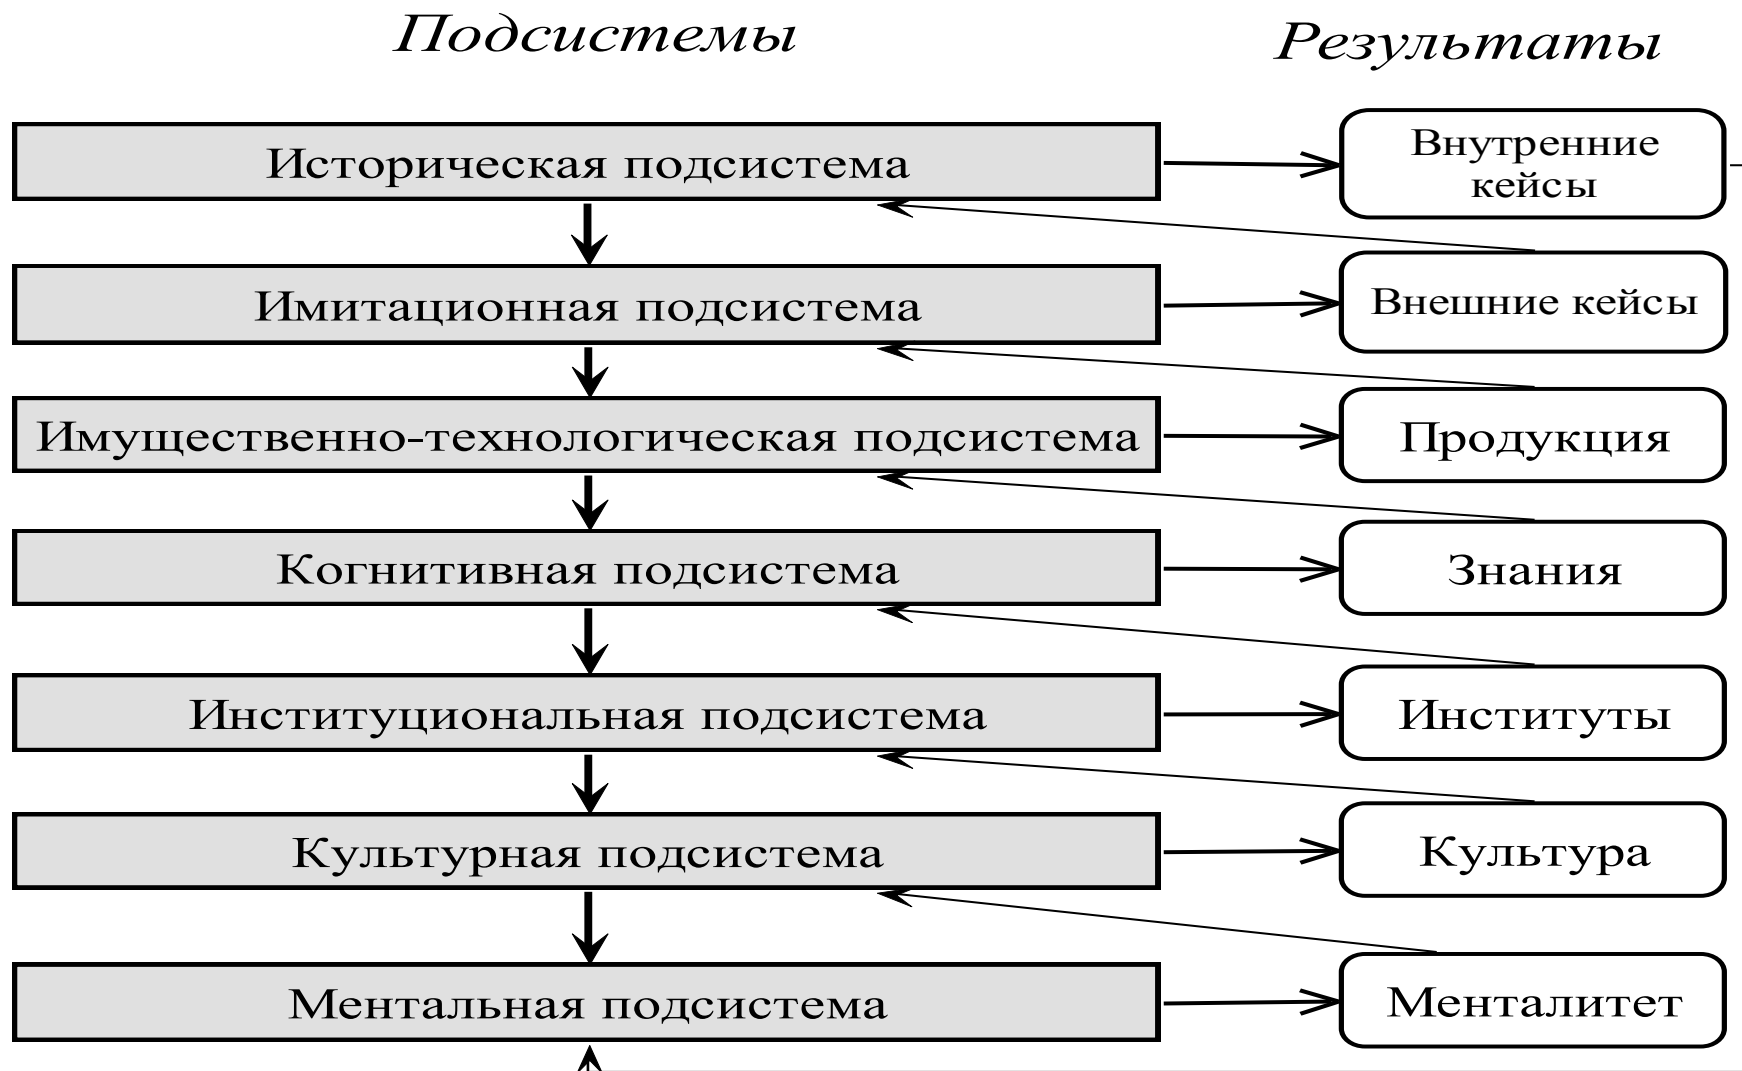 Подсистемы
Результаты
Историческая подсистема
Внутренние
кейсы
Имитационная подсистема
Внешние кейсы
Имущественно-технологическая подсистема
Продукция
Когнитивная подсистема
Знания
Институциональная подсистема
Институты
Культурная подсистема
Культура
Ментальная подсистема
Менталитет